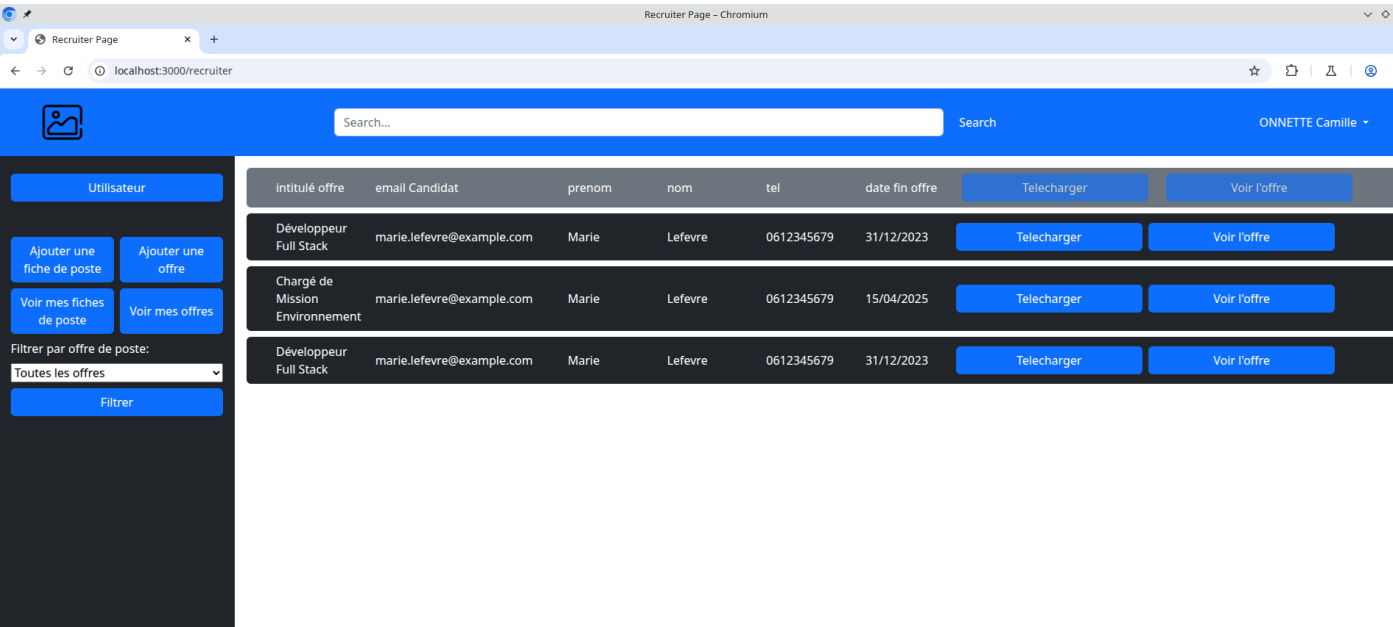 Recruiter Page – Chromium
Recruiter Page
localhost:3000/recruiter
Search...
Search
ONNETTE Camille
Utilisateur
Ajouter une
fiche de poste
Ajouter une
offre
Voir mes fiches
de poste
Voir mes offres
Filtrer par offre de poste:
Toutes les offres
Filtrer
intitulé offre email Candidat prenom nom tel date fin offre Telecharger Voir l'offre
Développeur
Full Stack
marie.lefevre@example.com Marie Lefevre 0612345679 31/12/2023 Telecharger Voir l'offre
Chargé de
Mission
Environnement
marie.lefevre@example.com Marie Lefevre 0612345679 15/04/2025 Telecharger Voir l'offre
Développeur
Full Stack
marie.lefevre@example.com Marie Lefevre 0612345679 31/12/2023 Telecharger Voir l'offre